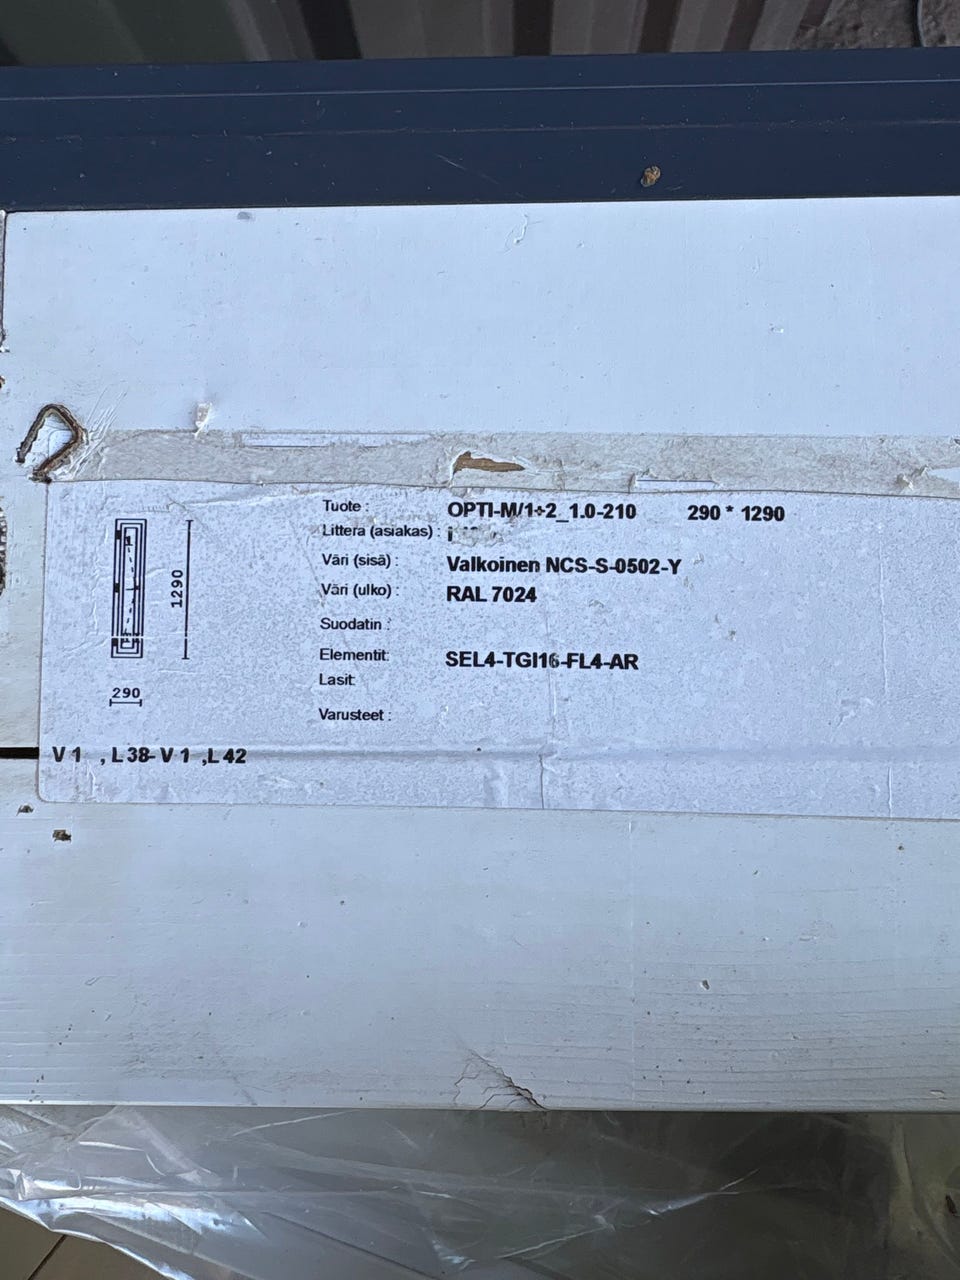 Tuote : OPTI-M/1+2_1.0-210 290 * 1290
Littera (asiakas) :
Väri (sisä) : Valkoinen NCS-S-0502-Y
Väri (ulko) : RAL 7024
Suodatin :
Elementit: SEL4-TGI16-FL4-AR
Lasit:
Varusteet :
1290
290
V 1 , L 38- V 1 ,L 42